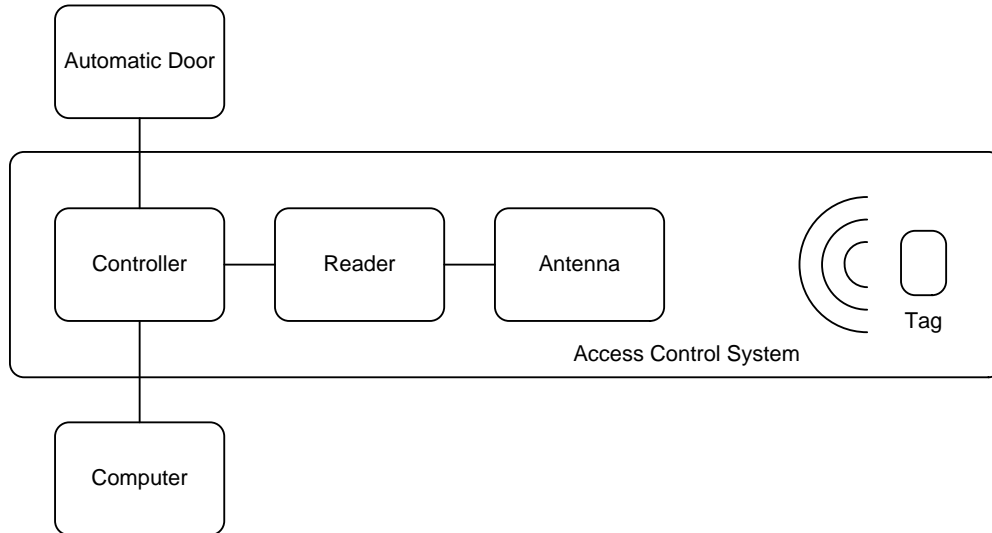 Automatic Door
Controller
Reader
Antenna
Tag
Access Control System
Computer